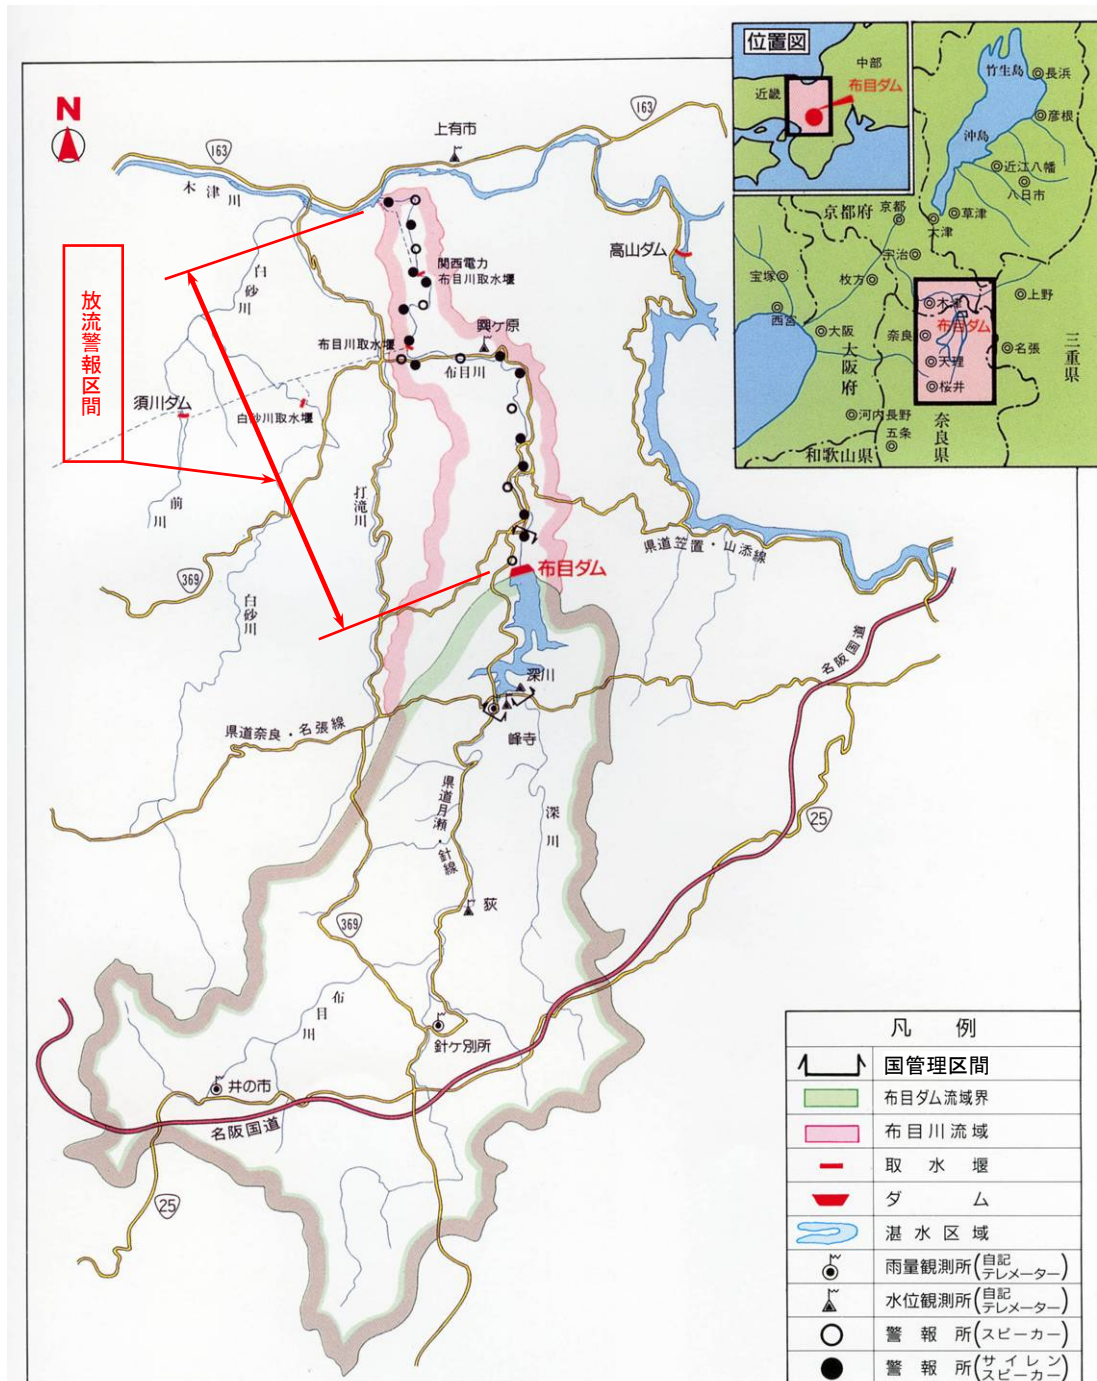 位置図
中部
近畿
布目ダム
竹生島
長浜
彦根
沖島
近江八幡
八日市
京都府
京都
草津
大津
宇治
宝塚
枚方
西宮
木津
上野
大阪
奈良
布目ダム
名張
三重県
大阪府
天理
桜井
河内長野
五条
奈良県
和歌山県
N
163
上有市
163
木津川
高山ダム
関西電力
布目川取水堰
白砂川
放流警報区間
興ケ原
布目川取水堰
布目川
須川ダム
白砂川取水堰
前川
打滝川
県道笠置・山添線
369
布目ダム
白砂川
名阪国道
深川
県道奈良・名張線
峰寺
県道月瀬・針線
深川
25
荻
369
布目川
針ケ別所
井の市
名阪国道
25
凡例
国管理区間
布目ダム流域界
布目川流域
取水堰
ダム
湛水区域
雨量観測所(自記テレメーター)
水位観測所(自記テレメーター)
警報所(スピーカー)
警報所(サイレンスピーカー)